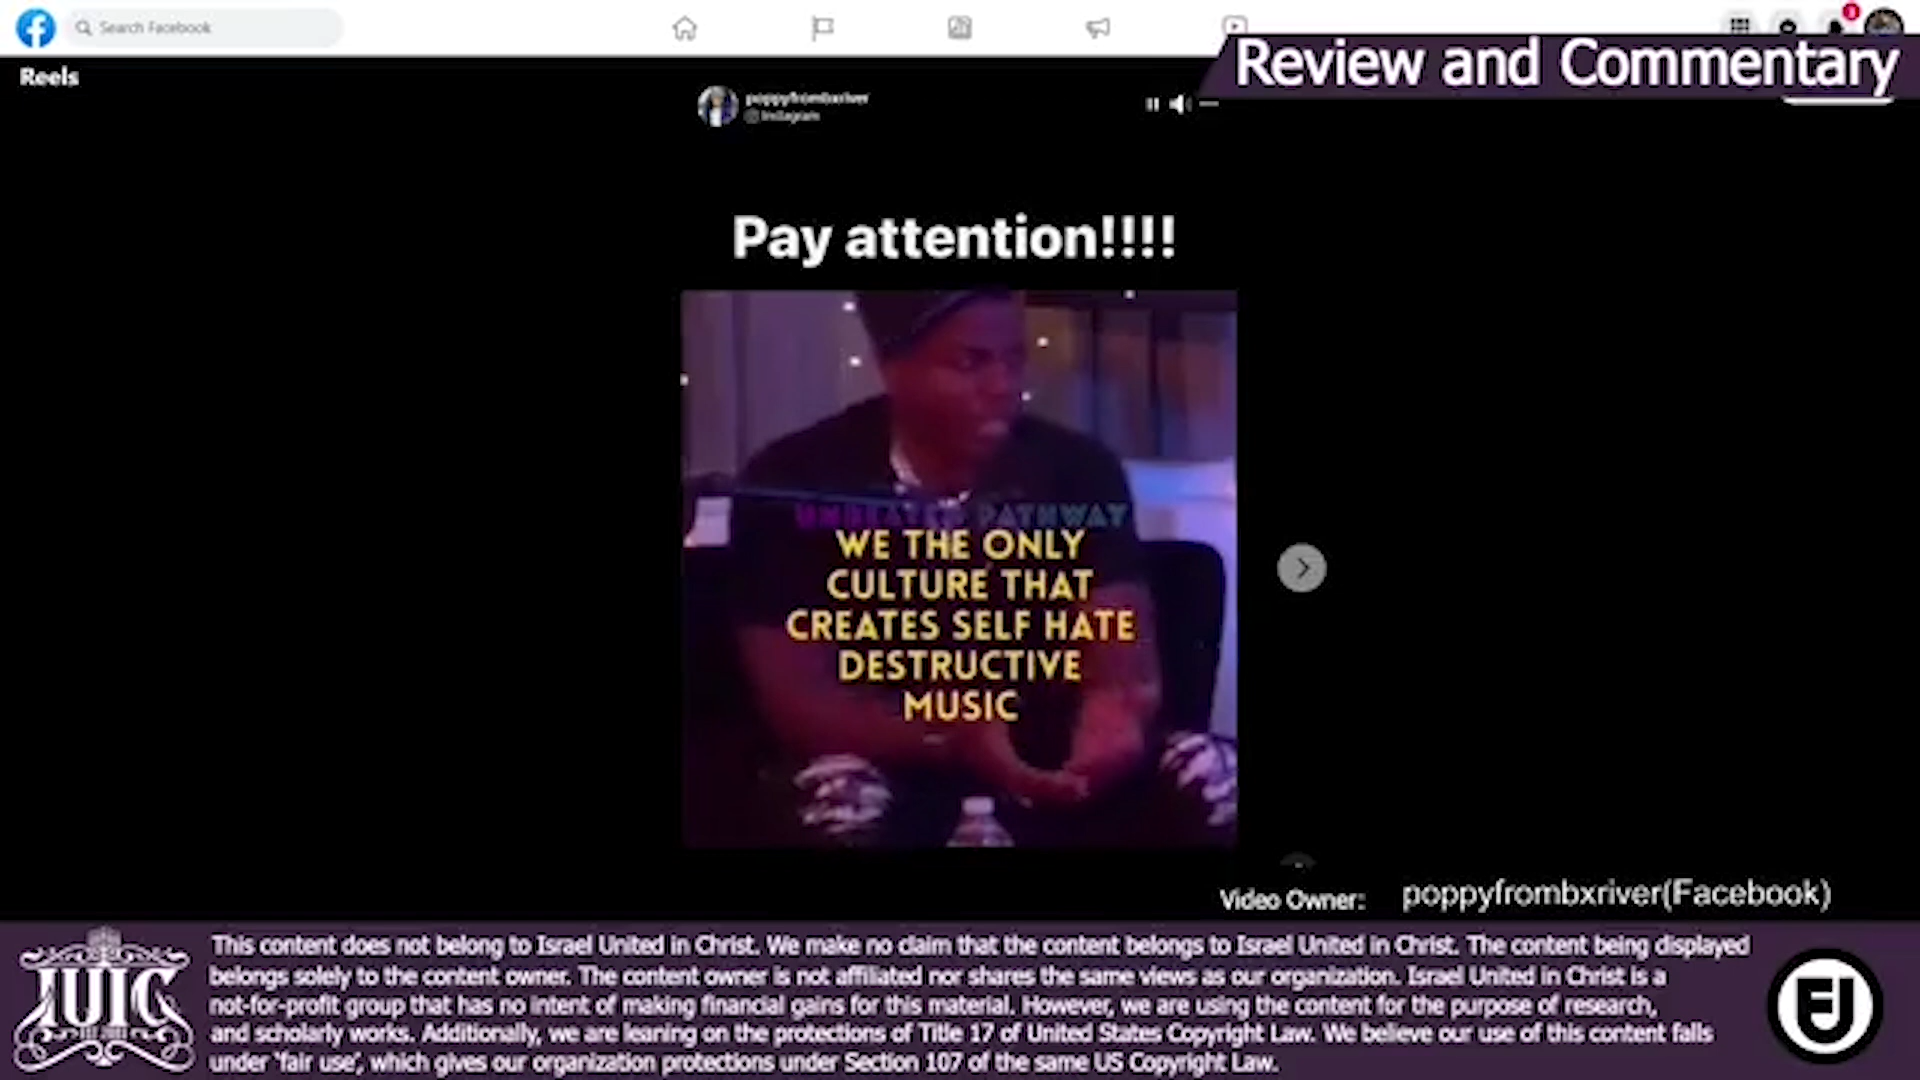 Search Facebook
Review and Commentary
Reels
poppyfrombxriver
Instagram
Pay attention!!!!
PATHWAY
WE THE ONLY
CULTURE THAT
CREATES SELF HATE
DESTRUCTIVE
MUSIC
Video Owner: poppyfrombxriver(Facebook)
IUIC
This content does not belong to Israel United in Christ. We make no claim that the content belongs to Israel United in Christ. The content being displayed
belongs solely to the content owner. The content owner is not affiliated nor shares the same views as our organization. Israel United in Christ is a
not-for-profit group that has no intent of making financial gains for this material. However, we are using the content for the purpose of research,
and scholarly works. Additionally, we are leaning on the protections of Title 17 of United States Copyright Law. We believe our use of this content falls
under 'fair use', which gives our organization protections under Section 107 of the same US Copyright Law.